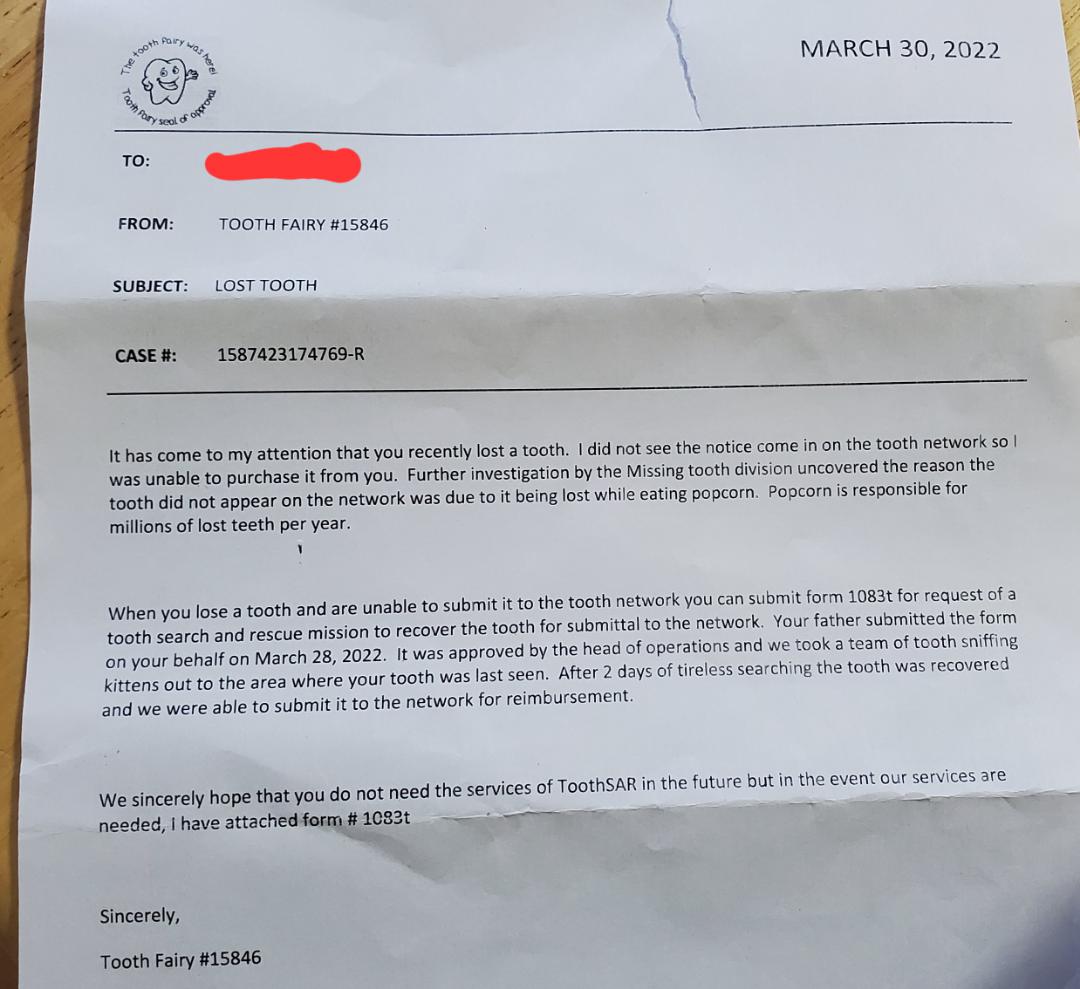 The tooth fairy was here!
Tooth fairy seal of approval
MARCH 30, 2022
TO:
FROM: TOOTH FAIRY #15846
SUBJECT: LOST TOOTH
CASE #: 1587423174769-R
It has come to my attention that you recently lost a tooth. I did not see the notice come in on the tooth network so I
was unable to purchase it from you. Further investigation by the Missing tooth division uncovered the reason the
tooth did not appear on the network was due to it being lost while eating popcorn. Popcorn is responsible for
millions of lost teeth per year.
When you lose a tooth and are unable to submit it to the tooth network you can submit form 1083t for request of a
tooth search and rescue mission to recover the tooth for submittal to the network. Your father submitted the form
on your behalf on March 28, 2022. It was approved by the head of operations and we took a team of tooth sniffing
kittens out to the area where your tooth was last seen. After 2 days of tireless searching the tooth was recovered
and we were able to submit it to the network for reimbursement.
We sincerely hope that you do not need the services of ToothSAR in the future but in the event our services are
needed, I have attached form # 1083t
Sincerely,
Tooth Fairy #15846